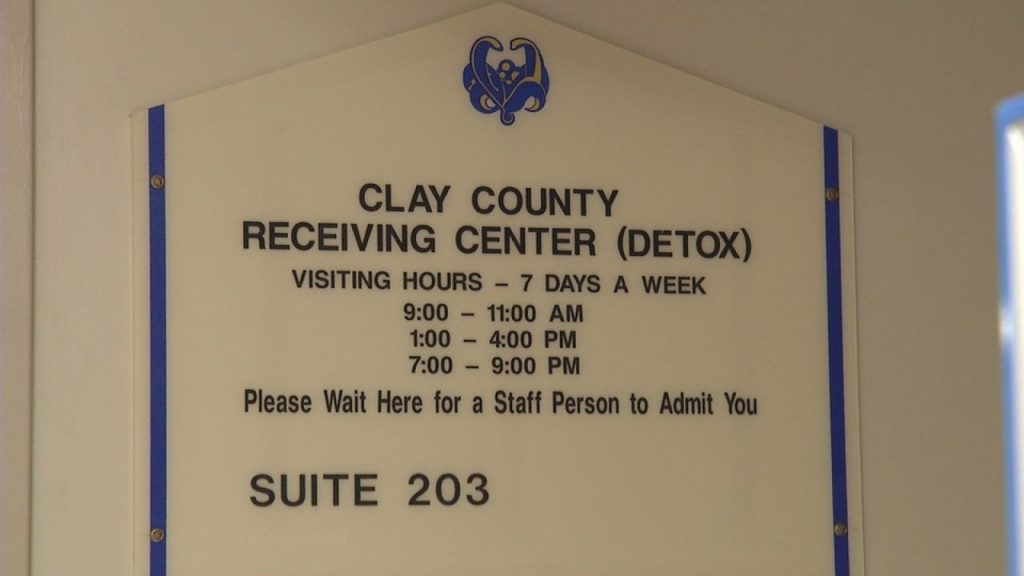 CLAY COUNTY
RECEIVING CENTER (DETOX)
VISITING HOURS – 7 DAYS A WEEK
9:00 – 11:00 AM
1:00 – 4:00 PM
7:00 – 9:00 PM
Please Wait Here for a Staff Person to Admit You
SUITE 203